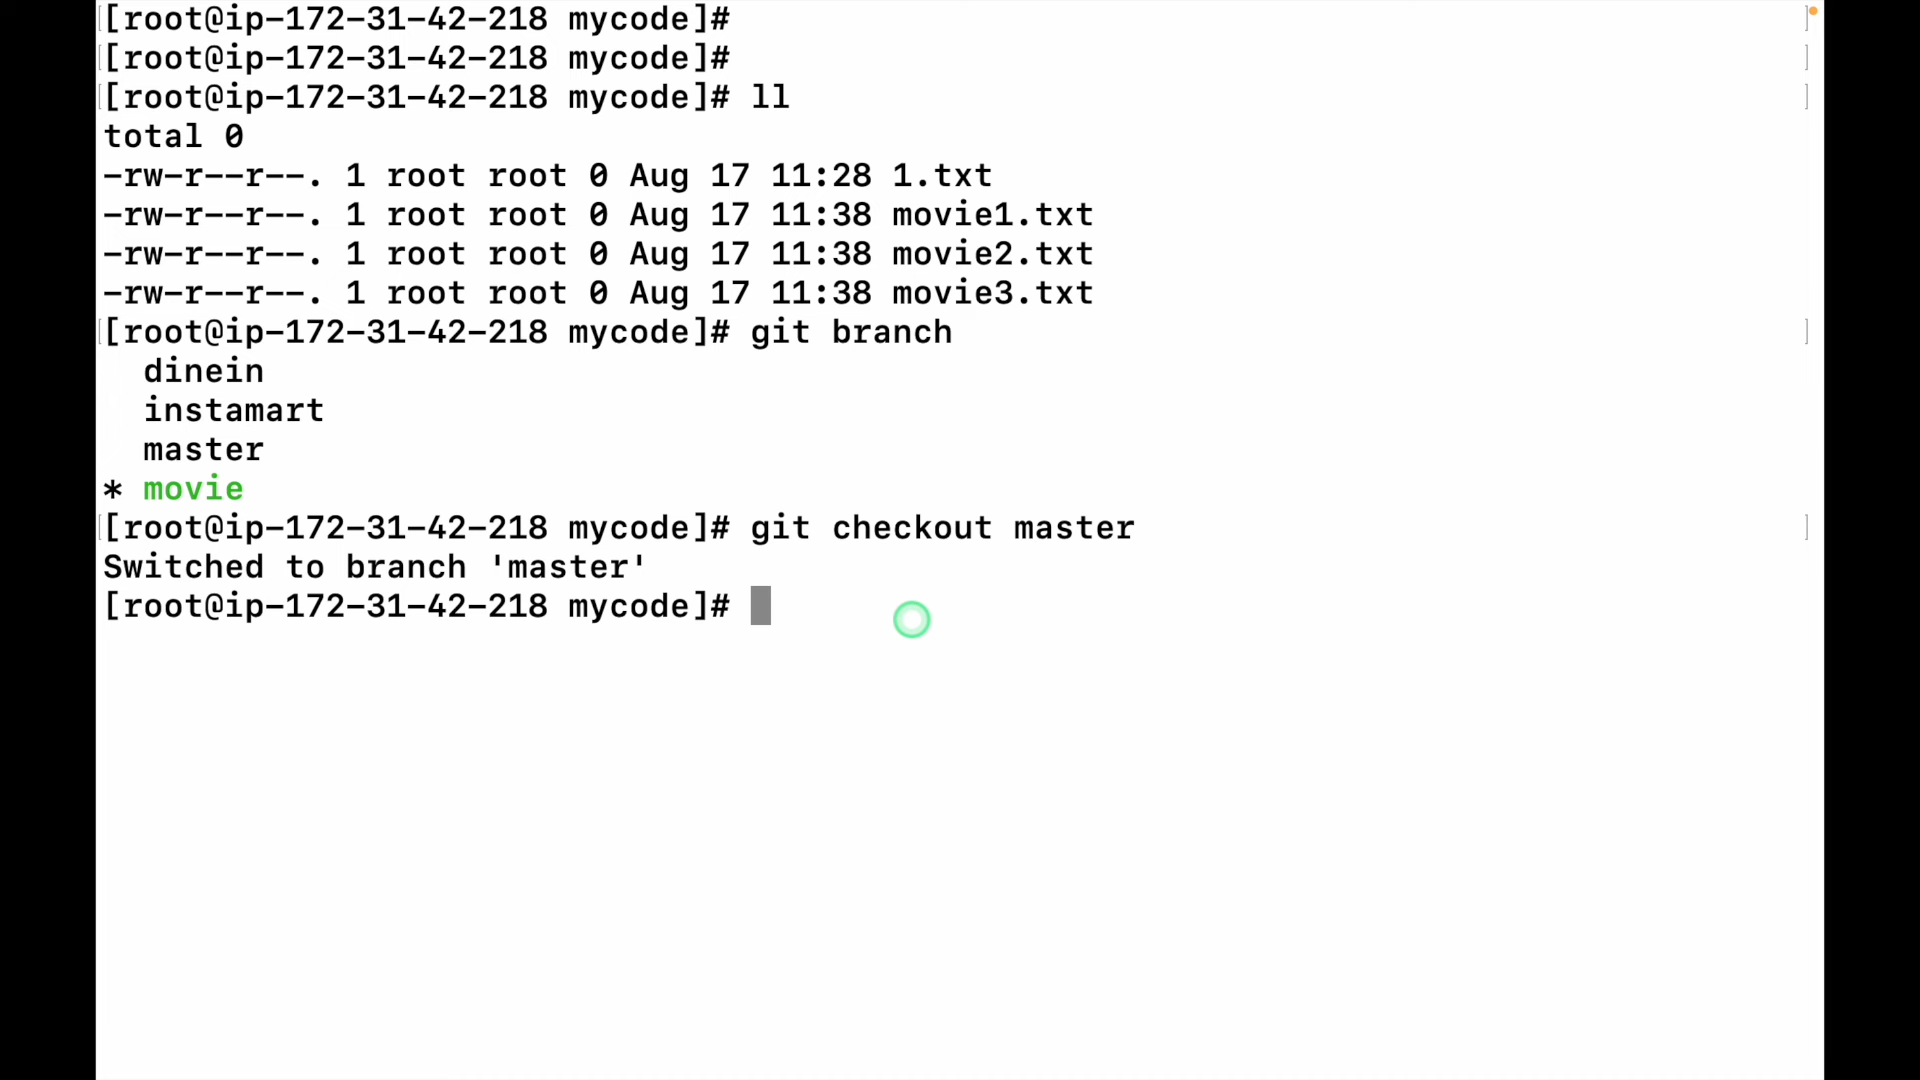 [root@ip-172-31-42-218 mycode]#
[root@ip-172-31-42-218 mycode]#
[root@ip-172-31-42-218 mycode]# ll
total 0
-rw-r--r--. 1 root root 0 Aug 17 11:28 1.txt
-rw-r--r--. 1 root root 0 Aug 17 11:38 movie1.txt
-rw-r--r--. 1 root root 0 Aug 17 11:38 movie2.txt
-rw-r--r--. 1 root root 0 Aug 17 11:38 movie3.txt
[root@ip-172-31-42-218 mycode]# git branch
  dinein
  instamart
  master
* movie
[root@ip-172-31-42-218 mycode]# git checkout master
Switched to branch 'master'
[root@ip-172-31-42-218 mycode]#